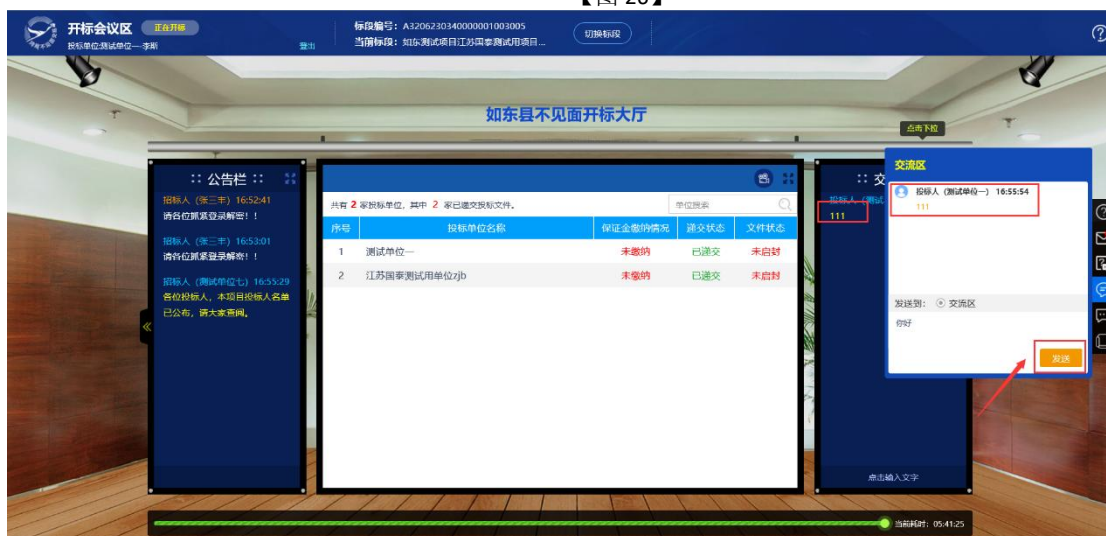 【图 20】
开标会议区 正在开标
投标单位:测试单位一---李斯
登出
标段编号：A3206230340000001003005
当前标段：如东测试项目江苏国泰测试用项目...
切换标段
如东县不见面开标大厅
点击下拉
:: 公告栏 ::
招标人（张三丰）16:52:41
请各位抓紧登录解密！！
招标人（张三丰）16:53:01
请各位抓紧登录解密！！
招标人（测试单位七）16:55:29
各位投标人，本项目投标人名单
已公布，请大家查阅。
共有 2 家投标单位，其中 2 家已递交投标文件。
单位搜索
序号 投标单位名称 保证金缴纳情况 递交状态 文件状态
1 测试单位一 未缴纳 已递交 未启封
2 江苏国泰测试用单位zjb 未缴纳 已递交 未启封
:: 交
投标人（测试
111
点击输入文字
交流区
投标人（测试单位一）16:55:54
111
发送到： 交流区
你好
发送
当前耗时：05:41:25